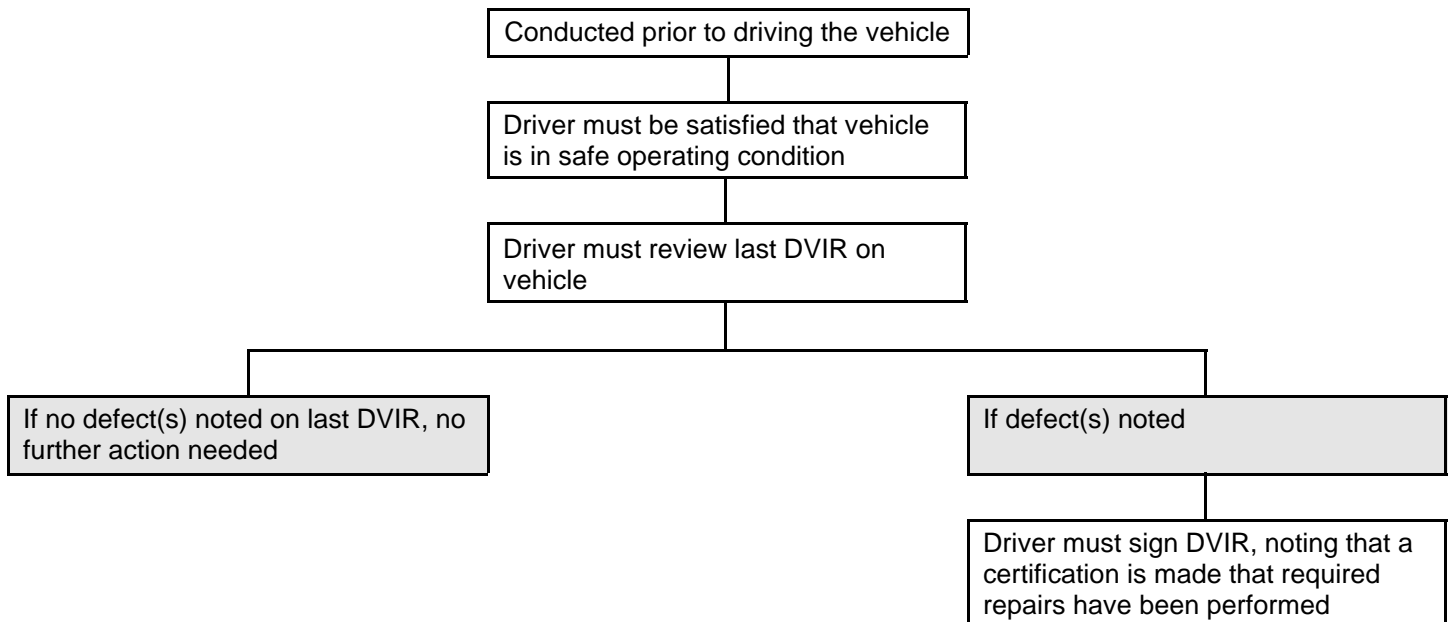 Conducted prior to driving the vehicle
Driver must be satisfied that vehicle
is in safe operating condition
Driver must review last DVIR on
vehicle
If no defect(s) noted on last DVIR, no
further action needed
If defect(s) noted
Driver must sign DVIR, noting that a
certification is made that required
repairs have been performed